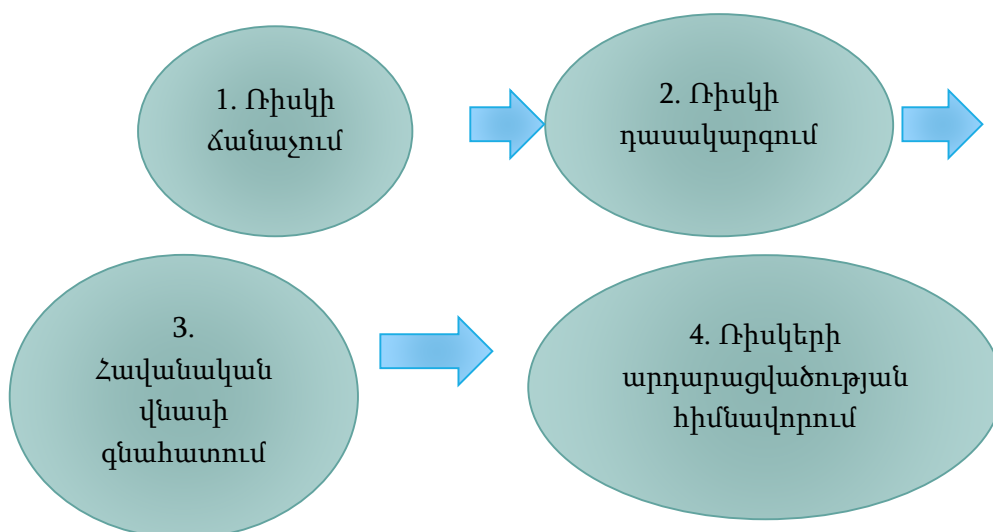 1. Ռիսկի
ճանաչում
2. Ռիսկի
դասակարգում
3.
Հավանական
վնասի
գնահատում
4. Ռիսկերի
արդարացվածության
հիմնավորում